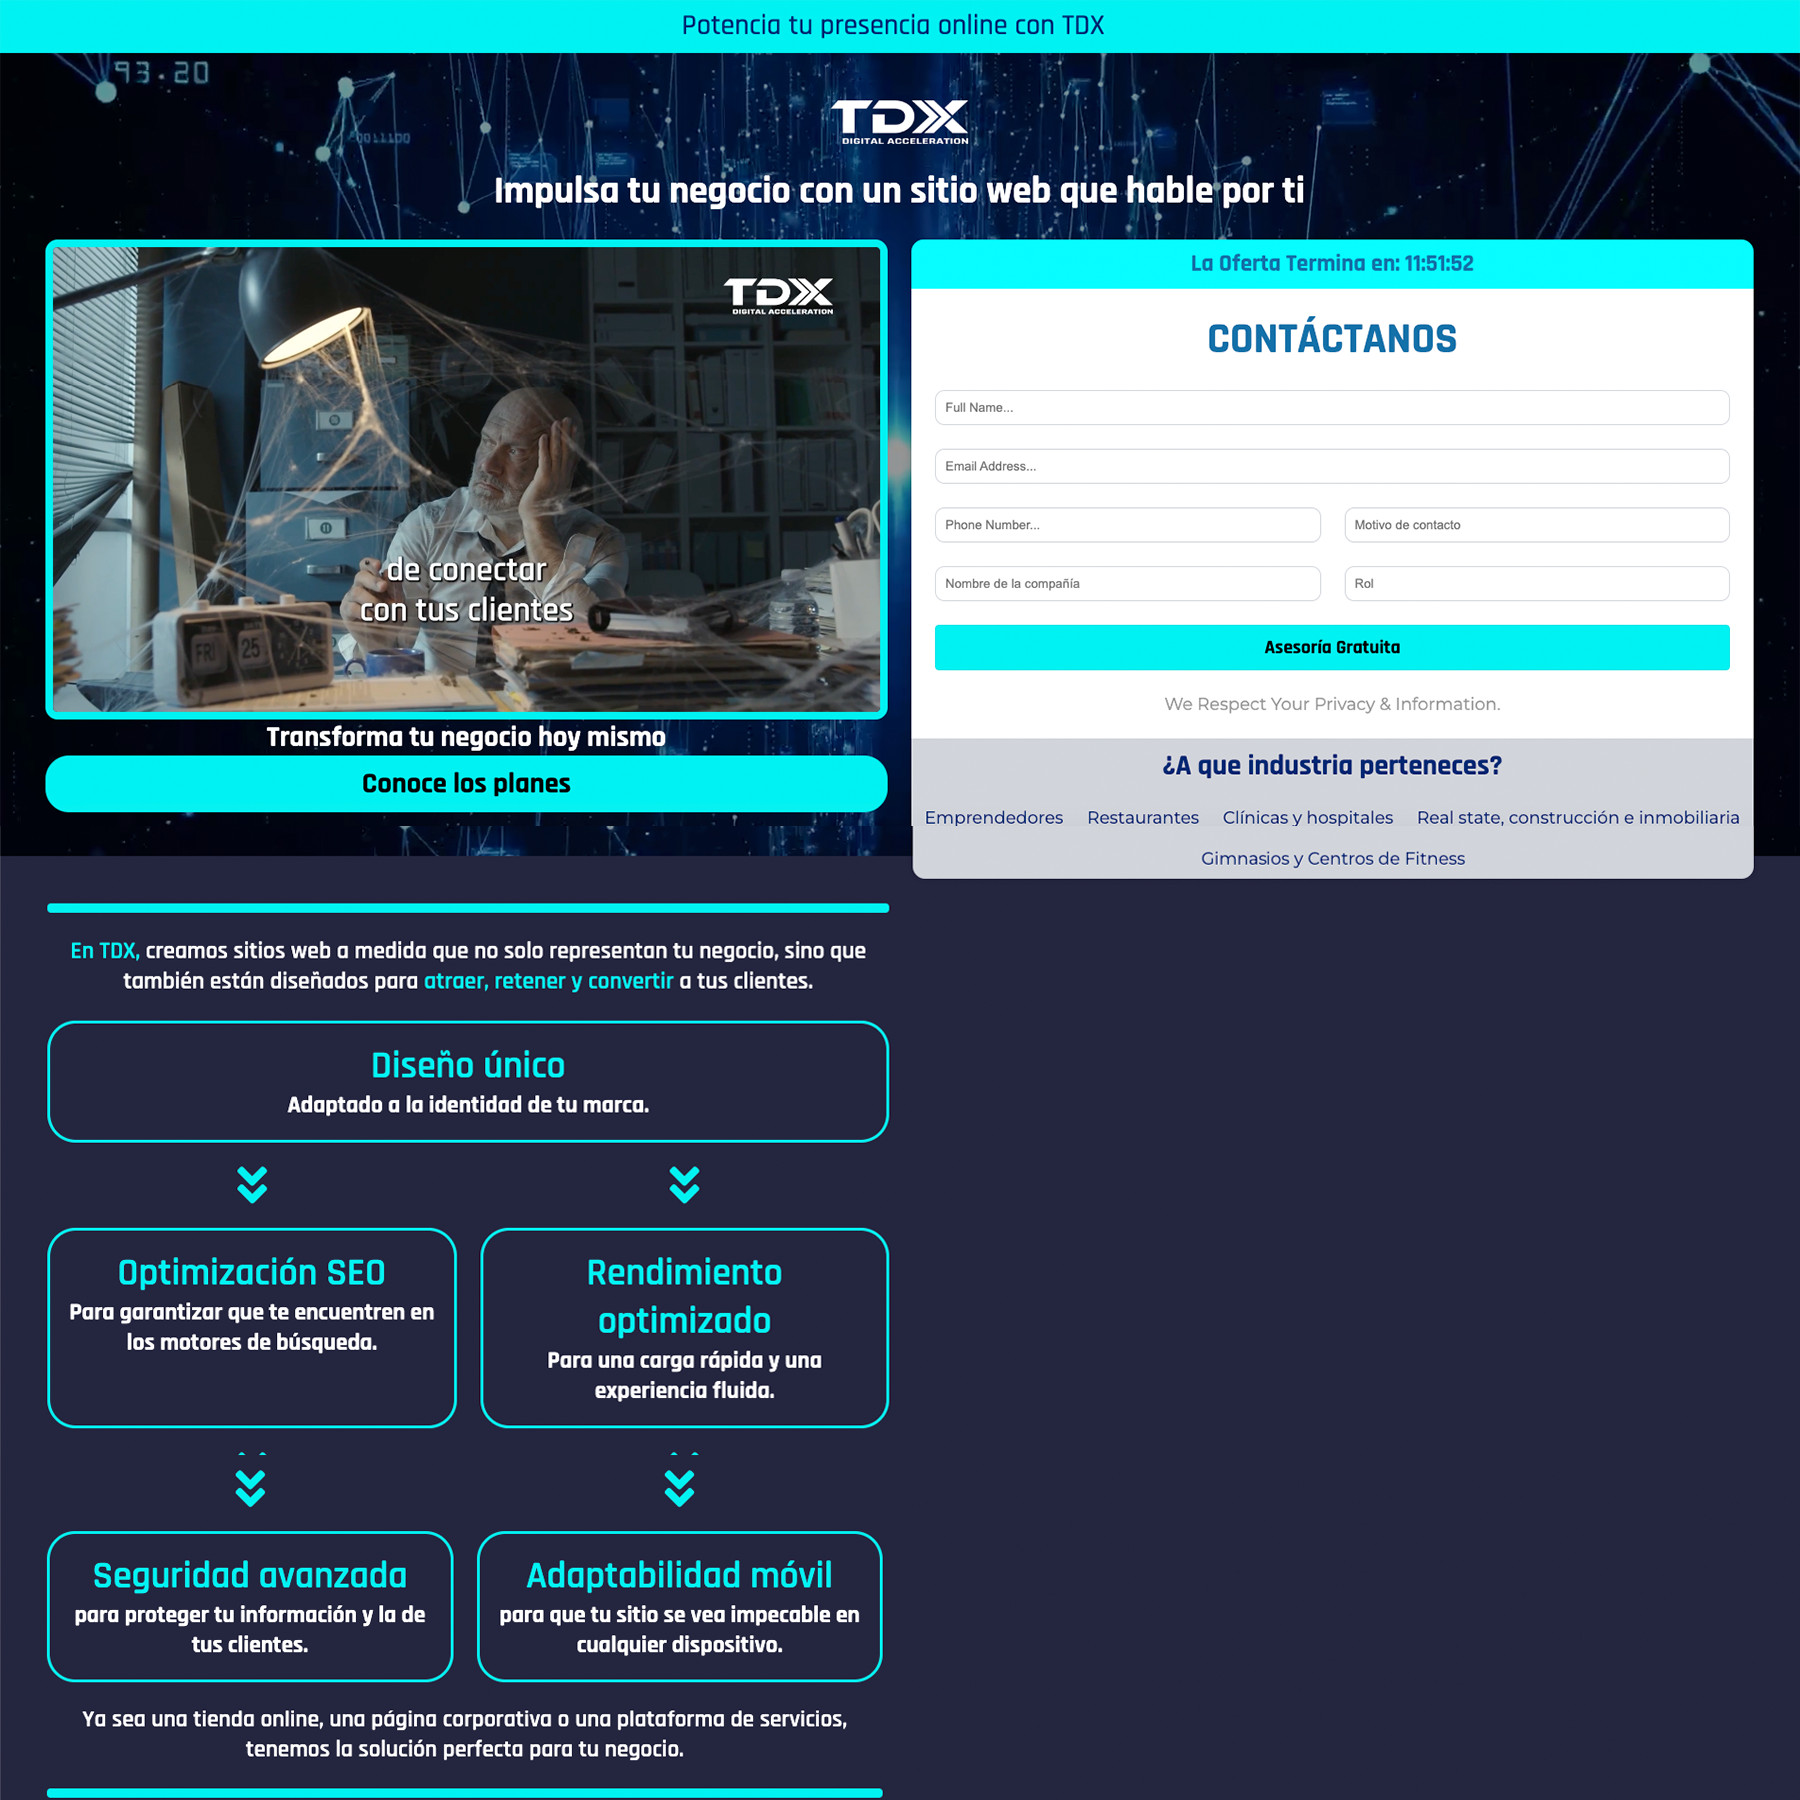 Potencia tu presencia online con TDX
93.20
0011100
TDX
DIGITAL ACCELERATION
Impulsa tu negocio con un sitio web que hable por ti
TDX
DIGITAL ACCELERATION
de conectar
con tus clientes
FRI 25
Transforma tu negocio hoy mismo
Conoce los planes
La Oferta Termina en: 11:51:52
CONTÁCTANOS
Full Name...
Email Address...
Phone Number...
Motivo de contacto
Nombre de la compañía
Rol
Asesoría Gratuita
We Respect Your Privacy & Information.
¿A que industria perteneces?
Emprendedores Restaurantes Clínicas y hospitales Real state, construcción e inmobiliaria
Gimnasios y Centros de Fitness
En TDX, creamos sitios web a medida que no solo representan tu negocio, sino que
también están diseñados para atraer, retener y convertir a tus clientes.
Diseño único
Adaptado a la identidad de tu marca.
Optimización SEO
Para garantizar que te encuentren en
los motores de búsqueda.
Rendimiento
optimizado
Para una carga rápida y una
experiencia fluida.
Seguridad avanzada
para proteger tu información y la de
tus clientes.
Adaptabilidad móvil
para que tu sitio se vea impecable en
cualquier dispositivo.
Ya sea una tienda online, una página corporativa o una plataforma de servicios,
tenemos la solución perfecta para tu negocio.